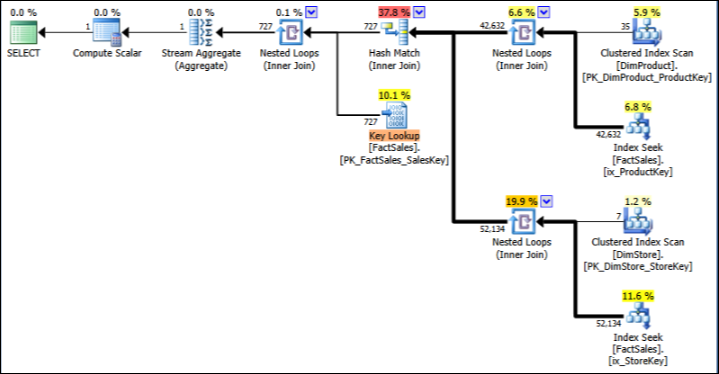 0.0 %
SELECT
1
0.0 %
Compute Scalar
1
0.0 %
Stream Aggregate
(Aggregate)
727
0.1 %
Nested Loops
(Inner Join)
727
37.8 %
Hash Match
(Inner Join)
42,632
6.6 %
Nested Loops
(Inner Join)
35
5.9 %
Clustered Index Scan
[DimProduct].
[PK_DimProduct_ProductKey]
727
10.1 %
Key Lookup
[FactSales].
[PK_FactSales_SalesKey]
42,632
6.8 %
Index Seek
[FactSales].
[ix_ProductKey]
52,134
19.9 %
Nested Loops
(Inner Join)
7
1.2 %
Clustered Index Scan
[DimStore].
[PK_DimStore_StoreKey]
52,134
11.6 %
Index Seek
[FactSales].
[ix_StoreKey]